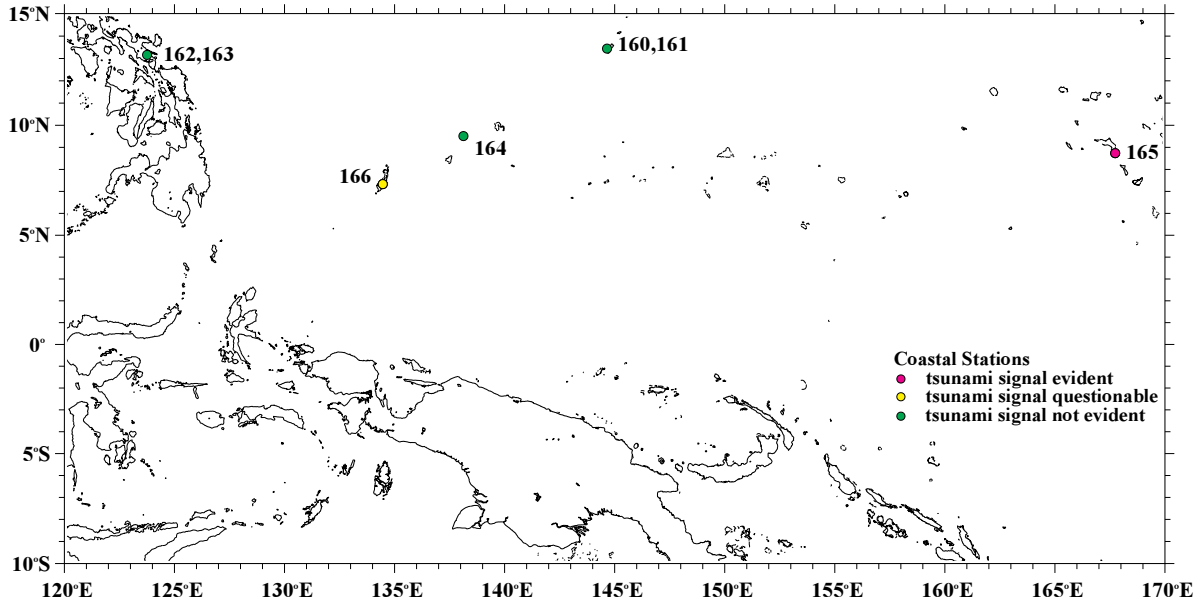 15°N
162,163
160,161
10°N
164
165
166
5°N
0°
Coastal Stations
tsunami signal evident
tsunami signal questionable
tsunami signal not evident
5°S
10°S
120°E 125°E 130°E 135°E 140°E 145°E 150°E 155°E 160°E 165°E 170°E